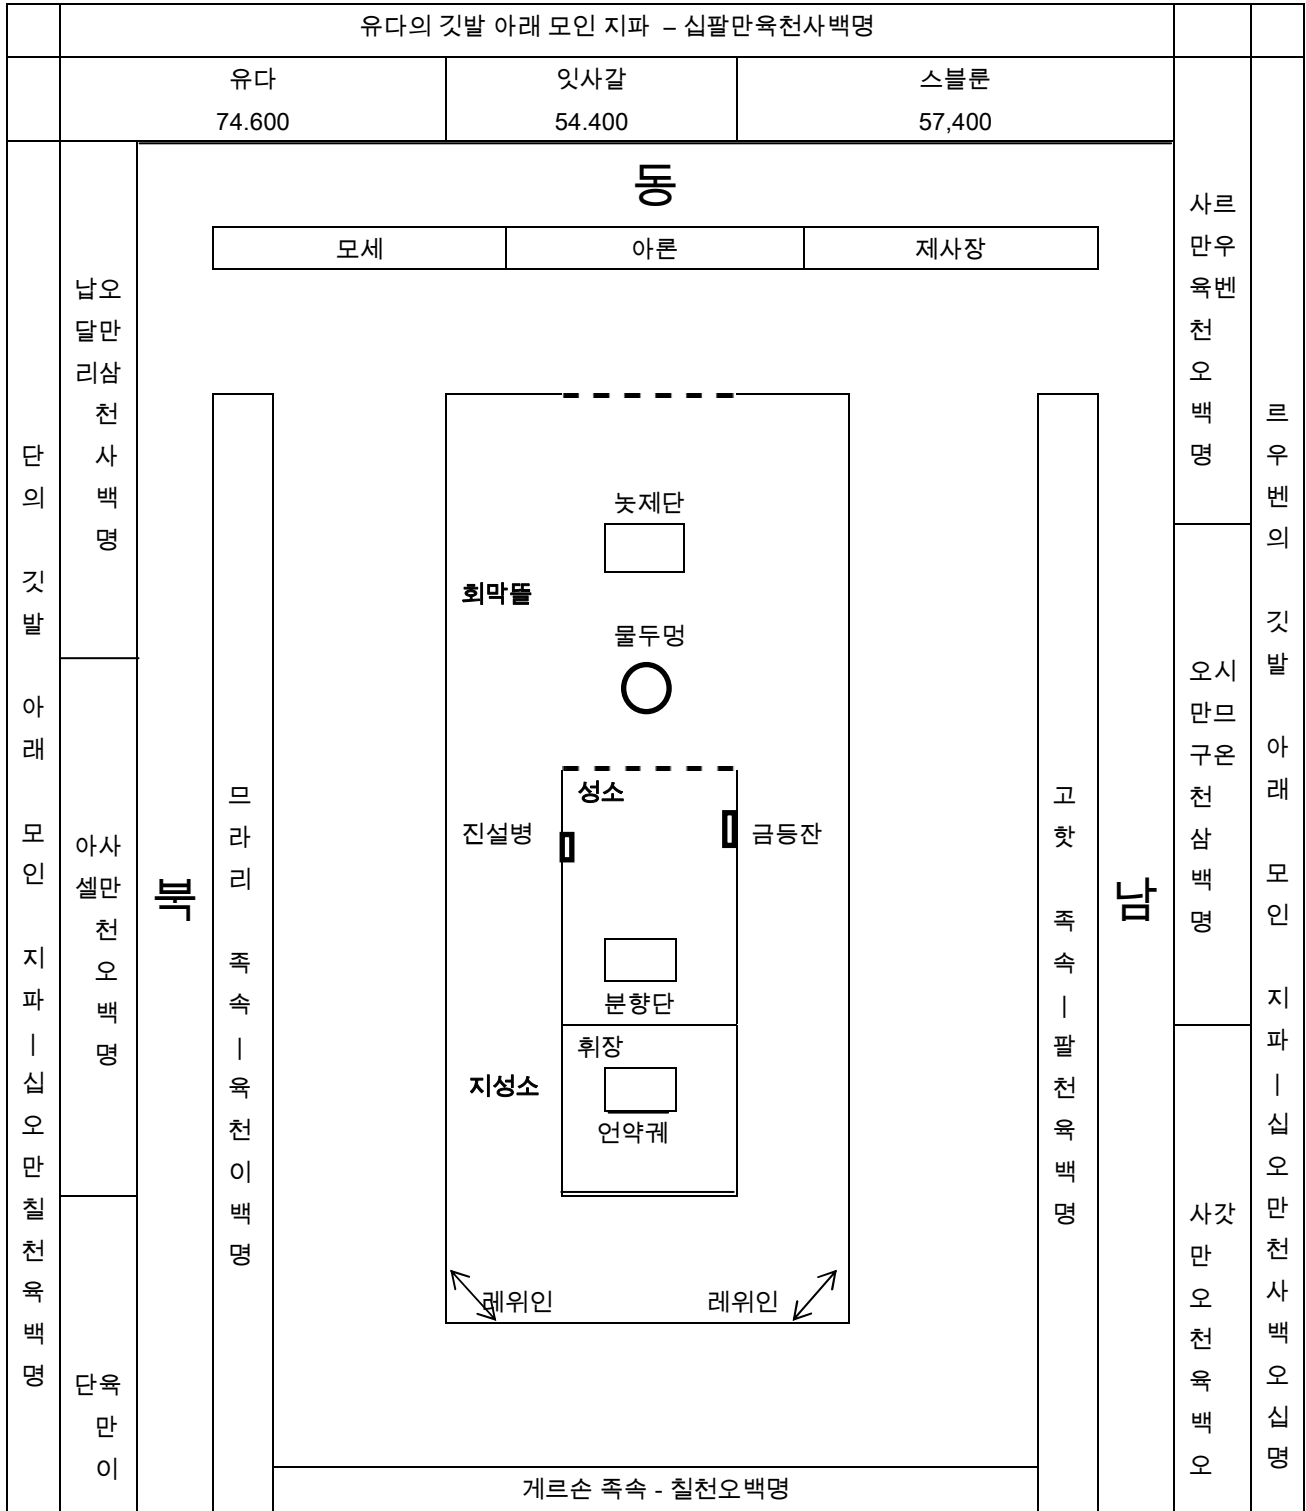 유다의 깃발 아래 모인 지파 – 십팔만육천사백명
유다
74.600
잇사갈
54.400
스블룬
57,400
동
모세
아론
제사장
단의 깃발 아래 모인 지파 | 십오만칠천육백명
납달리
오만삼천사백명
아셀
사만천오백명
단
육만이
북
므라리 족속 | 육천이백명
놋제단
회막뜰
물두멍
성소
진설병
금등잔
분향단
휘장
지성소
언약궤
레위인
레위인
게르손 족속 - 칠천오백명
고핫 족속 | 팔천육백명
남
르우벤
사만육천오백명
시므온
오만구천삼백명
갓
사만오천육백오
르우벤의 깃발 아래 모인 지파 | 십오만천사백오십명